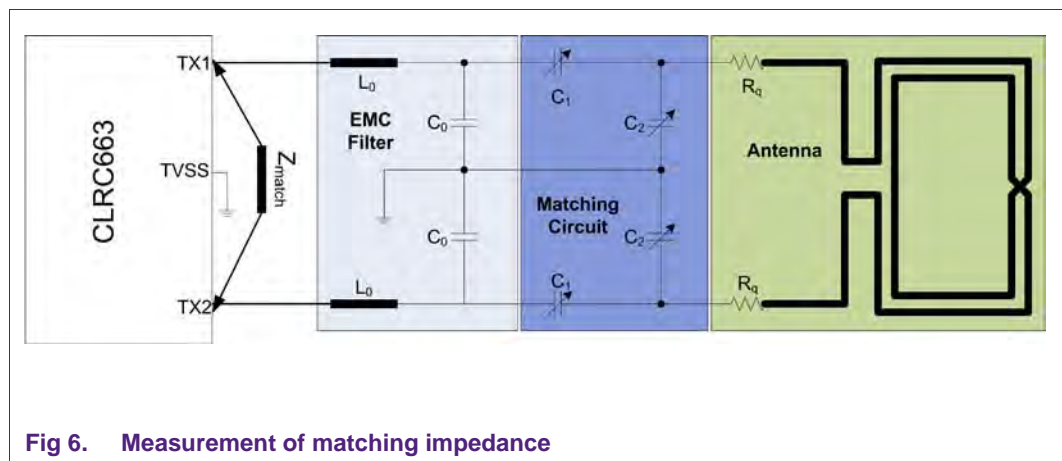 CLRC663
TX1
TVSS
TX2
Zmatch
L0
EMC
Filter
C0
C0
L0
C1
C2
Matching
Circuit
C2
C1
Rq
Antenna
Rq
Fig 6. Measurement of matching impedance